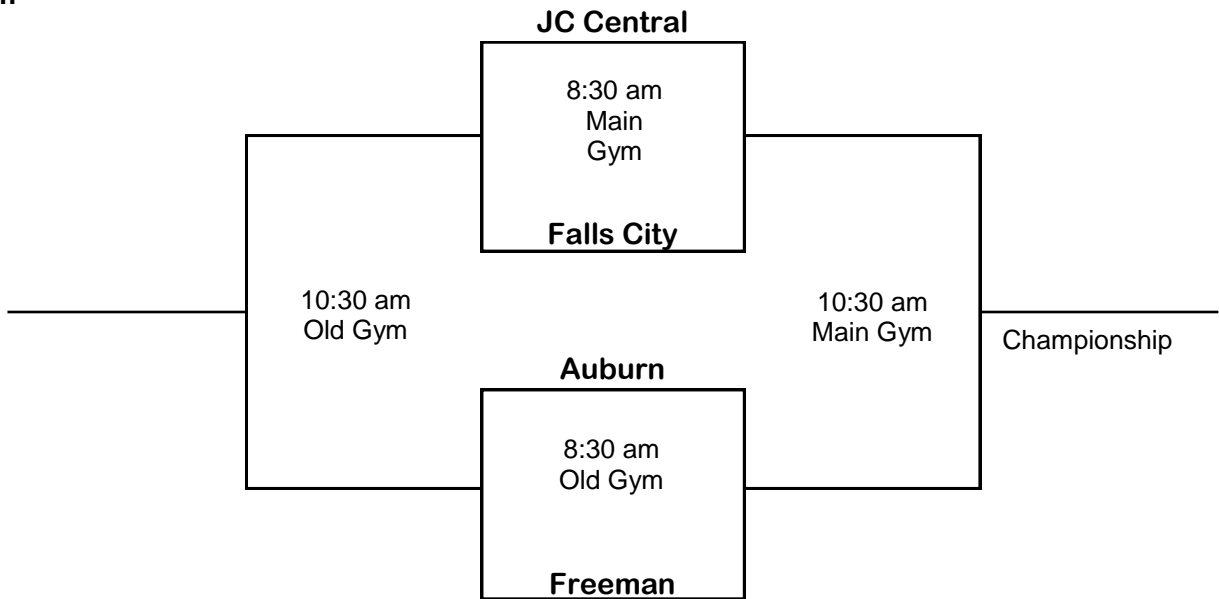 JC Central
8:30 am
Main
Gym
Falls City
10:30 am
Old Gym
10:30 am
Main Gym
Championship
Auburn
8:30 am
Old Gym
Freeman